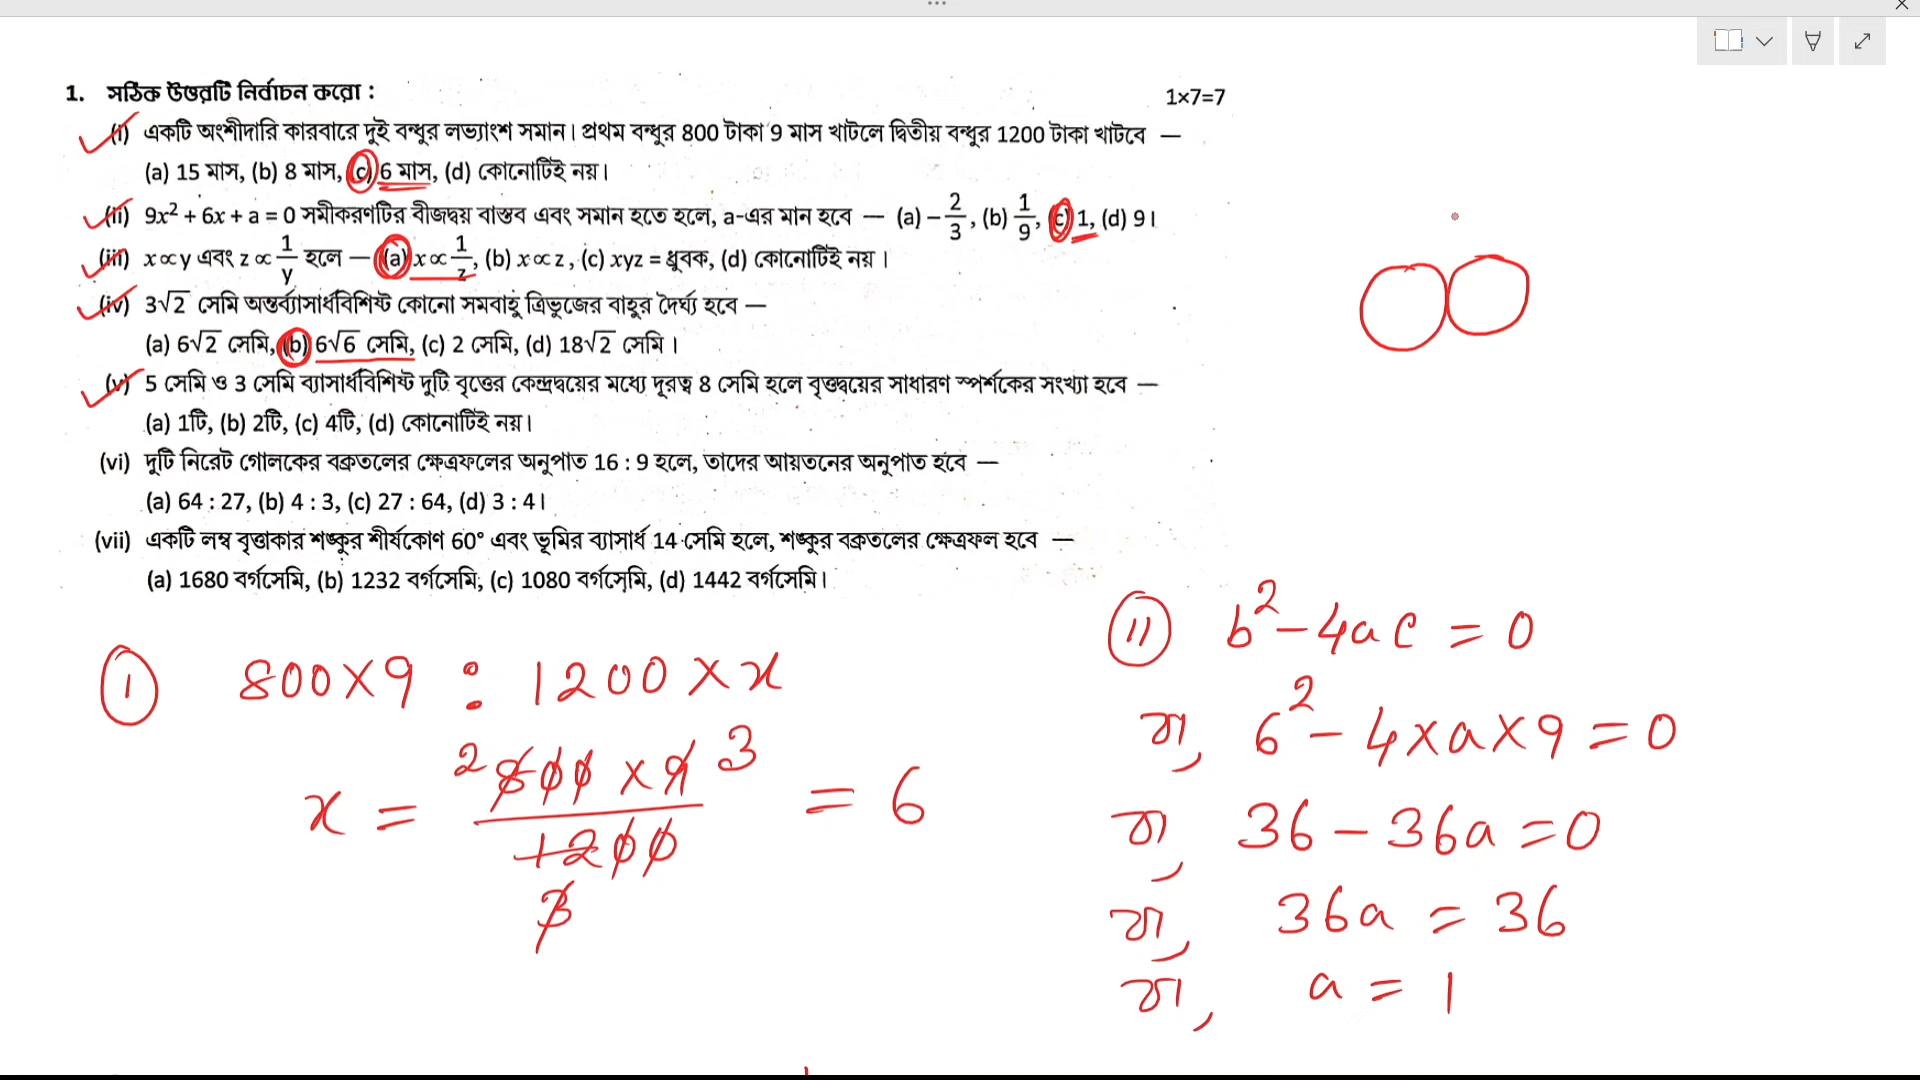 1. সঠিক উত্তরটি নির্বাচন করো : 1×7=7
(i) একটি অংশীদারি কারবারে দুই বন্ধুর লভ্যাংশ সমান। প্রথম বন্ধুর 800 টাকা 9 মাস খাটলে দ্বিতীয় বন্ধুর 1200 টাকা খাটবে —
(a) 15 মাস, (b) 8 মাস, (c) 6 মাস, (d) কোনোটিই নয়।
(ii) 9x² + 6x + a = 0 সমীকরণটির বীজদ্বয় বাস্তব এবং সমান হতে হলে, a-এর মান হবে — (a) –2/3, (b) 1/9, (c) 1, (d) 9।
(iii) x∝y এবং z∝1/y হলে — (a) x∝1/z, (b) x∝z, (c) xyz = ধ্রুবক, (d) কোনোটিই নয়।
(iv) 3√2 সেমি অন্তর্ব্যাসার্ধবিশিষ্ট কোনো সমবাহু ত্রিভুজের বাহুর দৈর্ঘ্য হবে —
(a) 6√2 সেমি, (b) 6√6 সেমি, (c) 2 সেমি, (d) 18√2 সেমি।
(v) 5 সেমি ও 3 সেমি ব্যাসার্ধবিশিষ্ট দুটি বৃত্তের কেন্দ্রদ্বয়ের মধ্যে দূরত্ব 8 সেমি হলে বৃত্তদ্বয়ের সাধারণ স্পর্শকের সংখ্যা হবে —
(a) 1টি, (b) 2টি, (c) 4টি, (d) কোনোটিই নয়।
(vi) দুটি নিরেট গোলকের বক্রতলের ক্ষেত্রফলের অনুপাত 16 : 9 হলে, তাদের আয়তনের অনুপাত হবে —
(a) 64 : 27, (b) 4 : 3, (c) 27 : 64, (d) 3 : 4।
(vii) একটি লম্ব বৃত্তাকার শঙ্কুর শীর্ষকোণ 60° এবং ভূমির ব্যাসার্ধ 14 সেমি হলে, শঙ্কুর বক্রতলের ক্ষেত্রফল হবে —
(a) 1680 বর্গসেমি, (b) 1232 বর্গসেমি, (c) 1080 বর্গসেমি, (d) 1442 বর্গসেমি।
(i) 800×9 : 1200 × x
2 800 × 9 3
x = ――― = 6
1200
3
(ii) b² – 4ac = 0
বা, 6² – 4×a×9 = 0
বা, 36 – 36a = 0
বা, 36a = 36
বা, a = 1